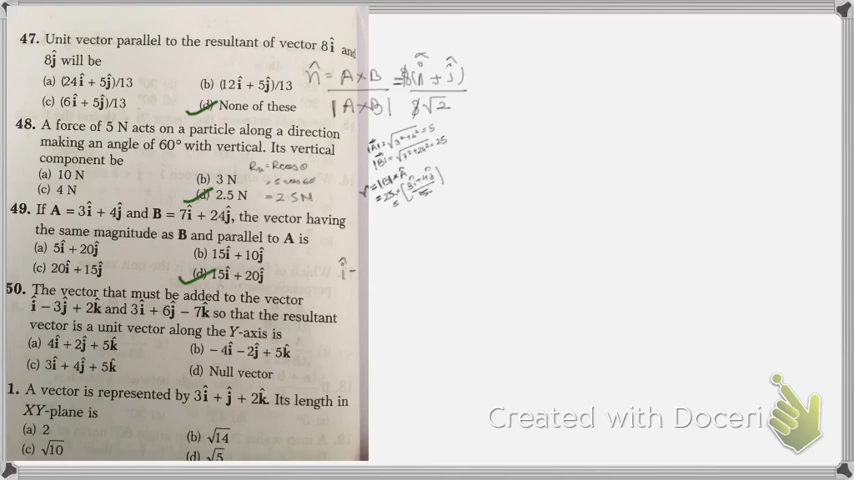 47. Unit vector parallel to the resultant of vector 8î and
8ĵ will be
(a) (24î + 5ĵ)/13 (b) (12î + 5ĵ)/13
(c) (6î + 5ĵ)/13 (d) None of these
48. A force of 5 N acts on a particle along a direction
making an angle of 60° with vertical. Its vertical
component be
(a) 10 N (b) 3 N
(c) 4 N (d) 2.5 N
49. If A = 3î + 4ĵ and B = 7î + 24ĵ, the vector having
the same magnitude as B and parallel to A is
(a) 5î + 20ĵ (b) 15î + 10ĵ
(c) 20î + 15ĵ (d) 15î + 20ĵ
50. The vector that must be added to the vector
î − 3ĵ + 2k̂ and 3î + 6ĵ − 7k̂ so that the resultant
vector is a unit vector along the Y-axis is
(a) 4î + 2ĵ + 5k̂ (b) − 4î − 2ĵ + 5k̂
(c) 3î + 4ĵ + 5k̂ (d) Null vector
1. A vector is represented by 3î + ĵ + 2k̂. Its length in
XY-plane is
(a) 2 (b) √14
(c) √10 (d) √5
n̂ = A×B = 8(î + ĵ)
|A×B| 8√2
= 2.5N
î −
Created with Doceri